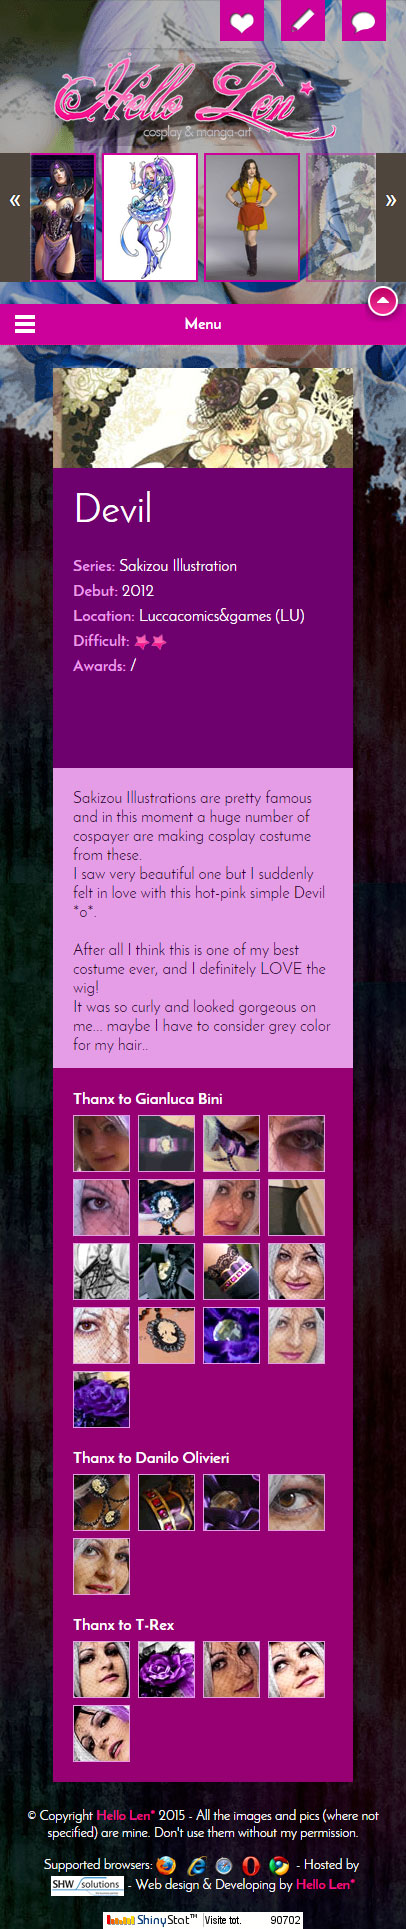 Hello Len*
cosplay & manga-art
«
»
Menu
Devil
Series: Sakizou Illustration
Debut: 2012
Location: Luccacomics&games (LU)
Difficult:
Awards: /
Sakizou Illustrations are pretty famous
and in this moment a huge number of
cospayer are making cosplay costume
from these.
I saw very beautiful one but I suddenly
felt in love with this hot-pink simple Devil
*o*.
After all I think this is one of my best
costume ever, and I definitely LOVE the
wig!
It was so curly and looked gorgeous on
me... maybe I have to consider grey color
for my hair..
Thanx to Gianluca Bini
Thanx to Danilo Olivieri
Thanx to T-Rex
© Copyright Hello Len* 2015 - All the images and pics (where not
specified) are mine. Don't use them without my permission.
Supported browsers: - Hosted by
SHW solutions - Web design & Developing by Hello Len*
ShinyStat™ Visite tot. 90702